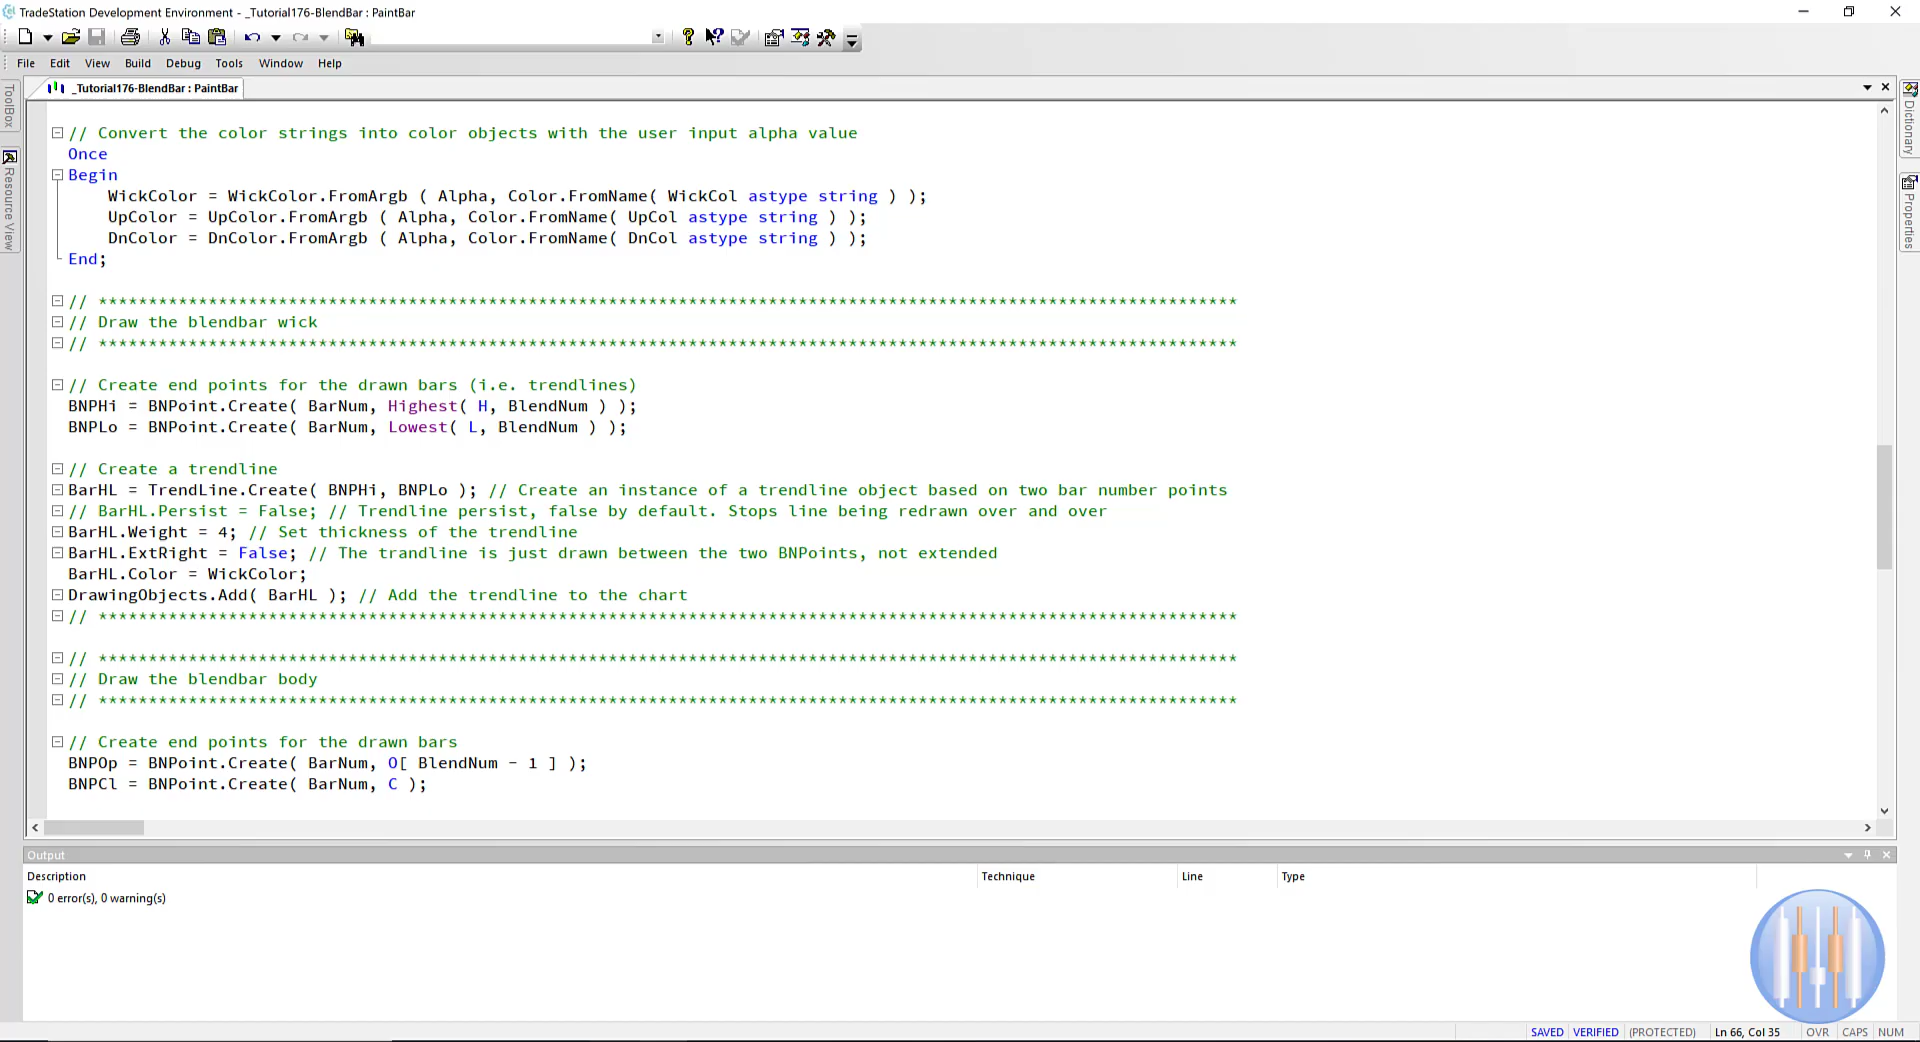 TradeStation Development Environment - _Tutorial176-BlendBar : PaintBar
File Edit View Build Debug Tools Window Help
_Tutorial176-BlendBar : PaintBar
ToolBox
Resource View
Dictionary
Properties
// Convert the color strings into color objects with the user input alpha value
Once
Begin
WickColor = WickColor.FromArgb ( Alpha, Color.FromName( WickCol astype string ) );
UpColor = UpColor.FromArgb ( Alpha, Color.FromName( UpCol astype string ) );
DnColor = DnColor.FromArgb ( Alpha, Color.FromName( DnCol astype string ) );
End;
// ******************************************************************************************************************
// Draw the blendbar wick
// ******************************************************************************************************************
// Create end points for the drawn bars (i.e. trendlines)
BNPHi = BNPoint.Create( BarNum, Highest( H, BlendNum ) );
BNPLo = BNPoint.Create( BarNum, Lowest( L, BlendNum ) );
// Create a trendline
BarHL = TrendLine.Create( BNPHi, BNPLo ); // Create an instance of a trendline object based on two bar number points
// BarHL.Persist = False; // Trendline persist, false by default. Stops line being redrawn over and over
BarHL.Weight = 4; // Set thickness of the trendline
BarHL.ExtRight = False; // The trandline is just drawn between the two BNPoints, not extended
BarHL.Color = WickColor;
DrawingObjects.Add( BarHL ); // Add the trendline to the chart
// ******************************************************************************************************************
// ******************************************************************************************************************
// Draw the blendbar body
// ******************************************************************************************************************
// Create end points for the drawn bars
BNPOp = BNPoint.Create( BarNum, O[ BlendNum - 1 ] );
BNPCl = BNPoint.Create( BarNum, C );
Output
Description Technique Line Type
0 error(s), 0 warning(s)
SAVED VERIFIED (PROTECTED) Ln 66, Col 35 OVR CAPS NUM